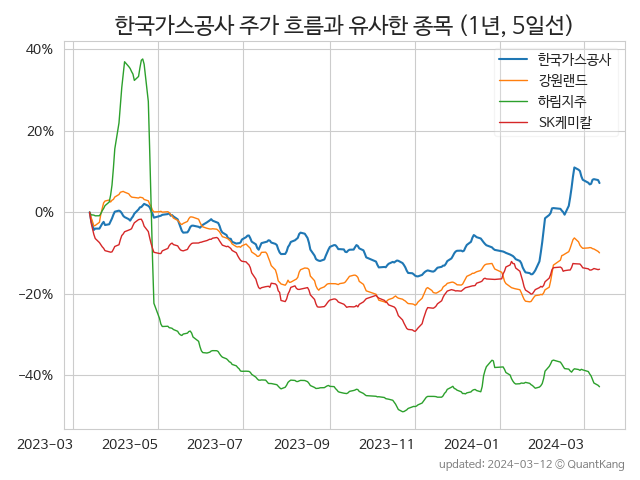 한국가스공사 주가 흐름과 유사한 종목 (1년, 5일선)
한국가스공사
강원랜드
하림지주
SK케미칼
40%
20%
0%
−20%
−40%
2023-03 2023-05 2023-07 2023-09 2023-11 2024-01 2024-03
updated: 2024-03-12 © QuantKang